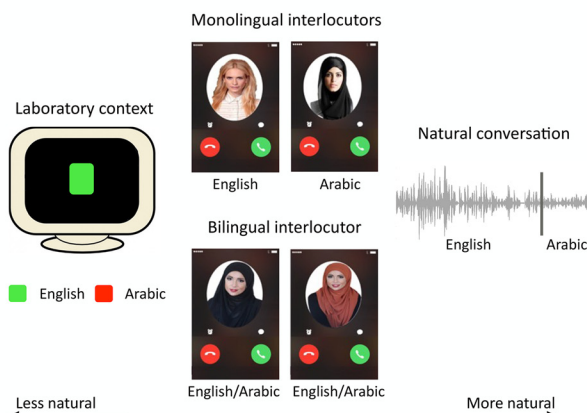 Monolingual interlocutors
Laboratory context
English
Arabic
Natural conversation
English
Arabic
Bilingual interlocutor
English
Arabic
English/Arabic
English/Arabic
Less natural
More natural